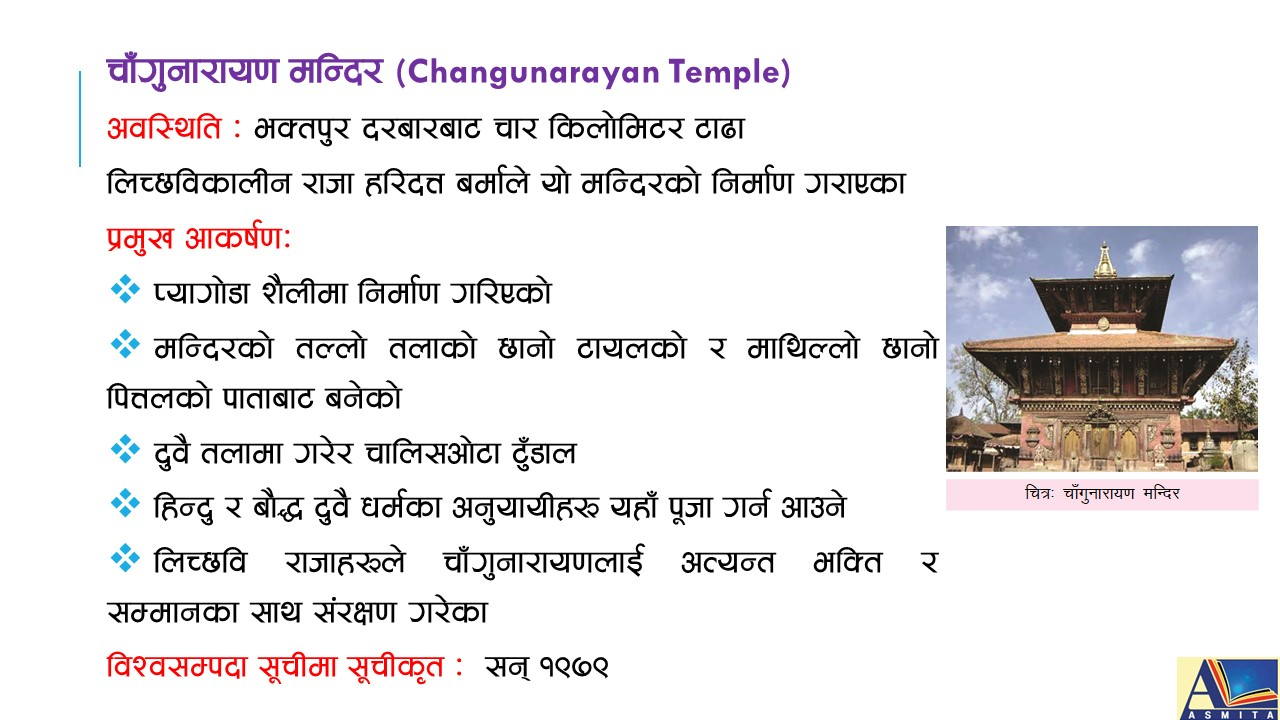 चाँगुनारायण मन्दिर (Changunarayan Temple)
अवस्थिति : भक्तपुर दरबारबाट चार किलोमिटर टाढा
लिच्छविकालीन राजा हरिदत्त बर्माले यो मन्दिरको निर्माण गराएका
प्रमुख आकर्षण:
❖ प्यागोडा शैलीमा निर्माण गरिएको
❖ मन्दिरको तल्लो तलाको छानो टायलको र माथिल्लो छानो
पित्तलको पाताबाट बनेको
❖ दुवै तलामा गरेर चालिसओटा टुँडाल
❖ हिन्दु र बौद्ध दुवै धर्मका अनुयायीहरु यहाँ पूजा गर्न आउने
❖ लिच्छवि राजाहरुले चाँगुनारायणलाई अत्यन्त भक्ति र
सम्मानका साथ संरक्षण गरेका
विश्वसम्पदा सूचीमा सूचीकृत : सन् १९७९
चित्र: चाँगुनारायण मन्दिर
ASMITA